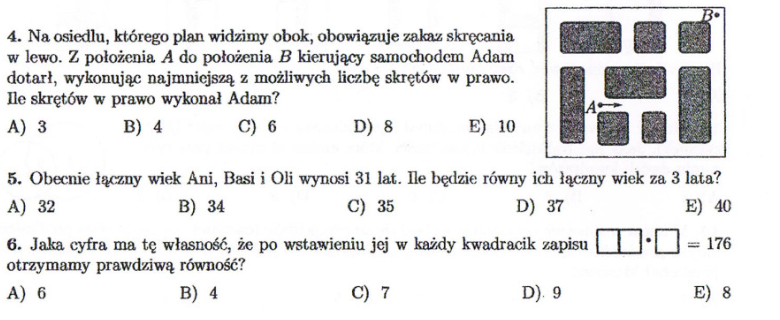 4. Na osiedlu, którego plan widzimy obok, obowiązuje zakaz skręcania
w lewo. Z położenia A do położenia B kierujący samochodem Adam
dotarł, wykonując najmniejszą z możliwych liczbę skrętów w prawo.
Ile skrętów w prawo wykonał Adam?
A) 3 B) 4 C) 6 D) 8 E) 10
B
A
5. Obecnie łączny wiek Ani, Basi i Oli wynosi 31 lat. Ile będzie równy ich łączny wiek za 3 lata?
A) 32 B) 34 C) 35 D) 37 E) 40
6. Jaka cyfra ma tę własność, że po wstawieniu jej w każdy kwadracik zapisu □□ · □ = 176
otrzymamy prawdziwą równość?
A) 6 B) 4 C) 7 D) 9 E) 8